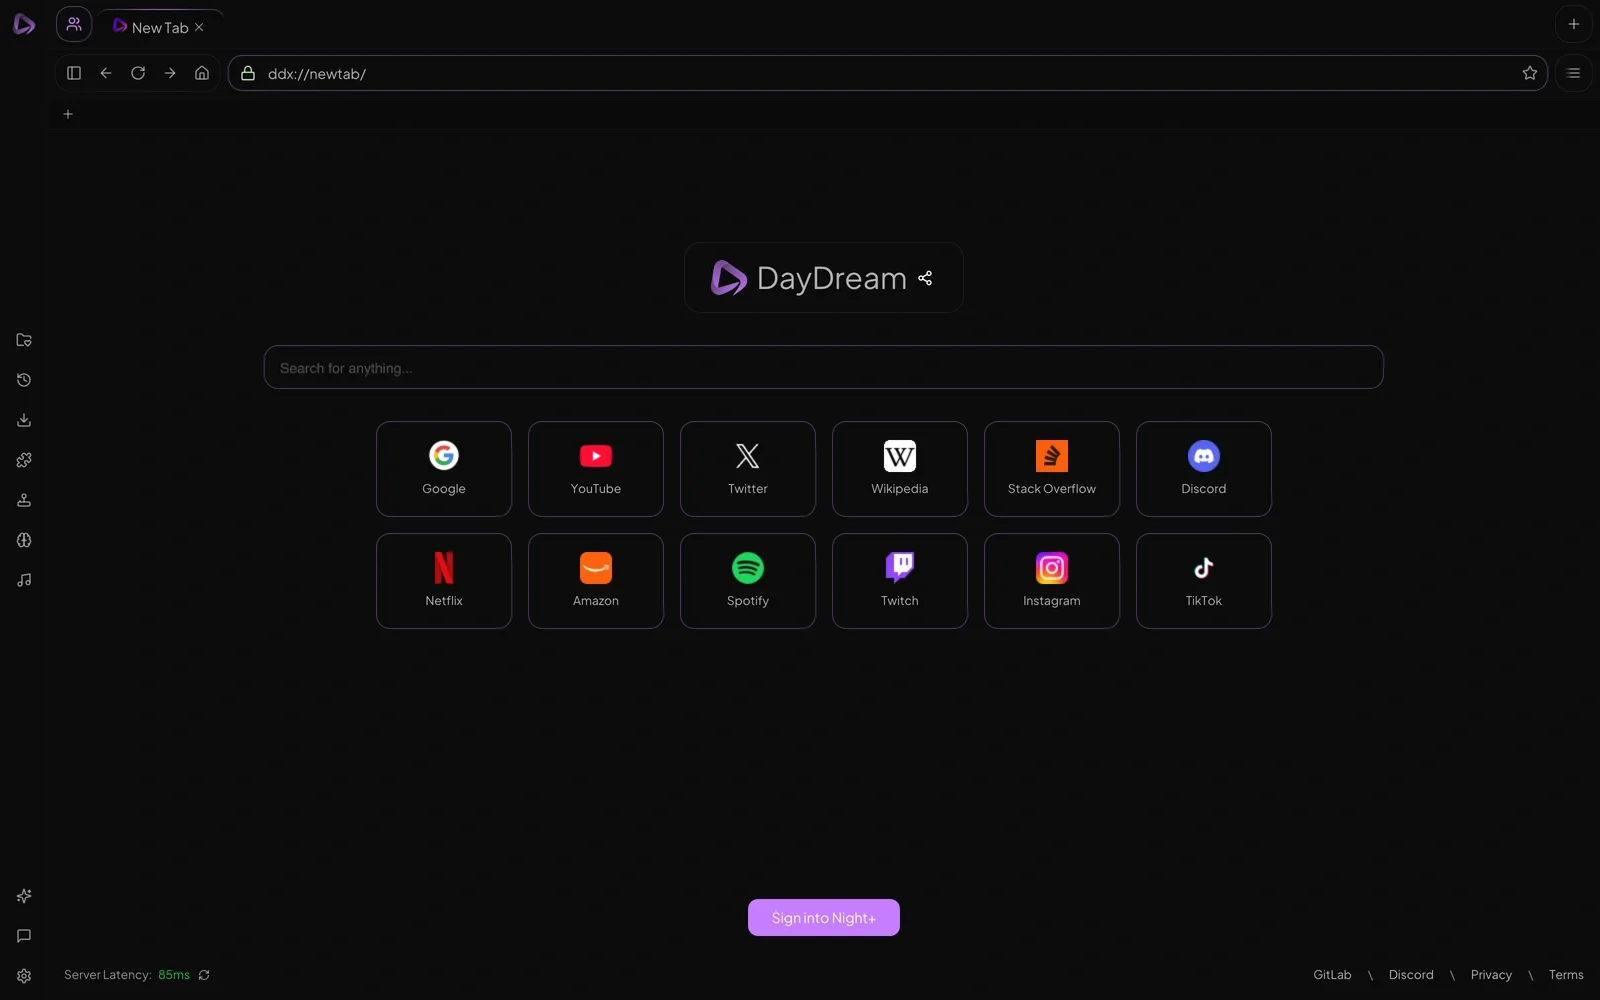 New Tab
ddx://newtab/
DayDream
Search for anything...
Google
YouTube
Twitter
Wikipedia
Stack Overflow
Discord
Netflix
Amazon
Spotify
Twitch
Instagram
TikTok
Sign into Night+
Server Latency: 85ms
GitLab \ Discord \ Privacy \ Terms